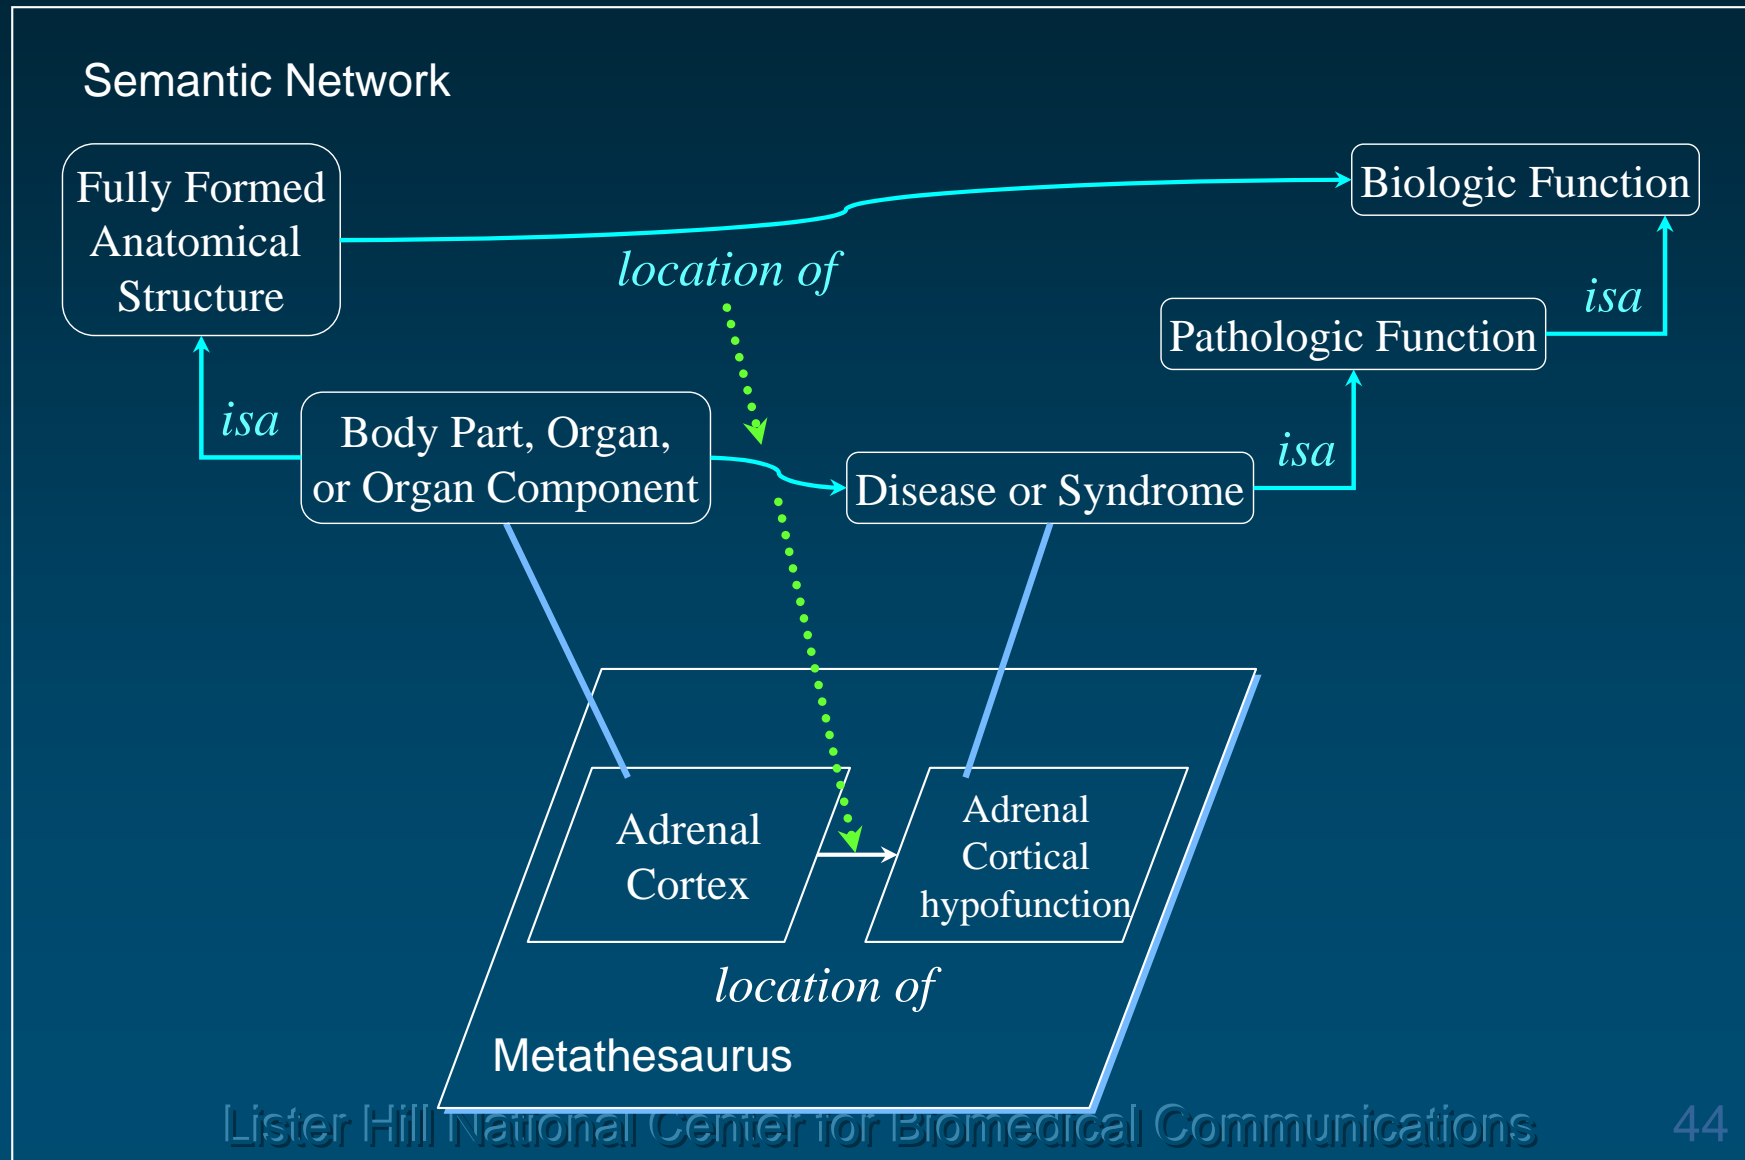 Semantic Network
Fully Formed
Anatomical
Structure
Biologic Function
location of
isa
Pathologic Function
isa
Body Part, Organ,
or Organ Component
isa
Disease or Syndrome
Adrenal
Cortex
Adrenal
Cortical
hypofunction
location of
Metathesaurus
Lister Hill National Center for Biomedical Communications
44